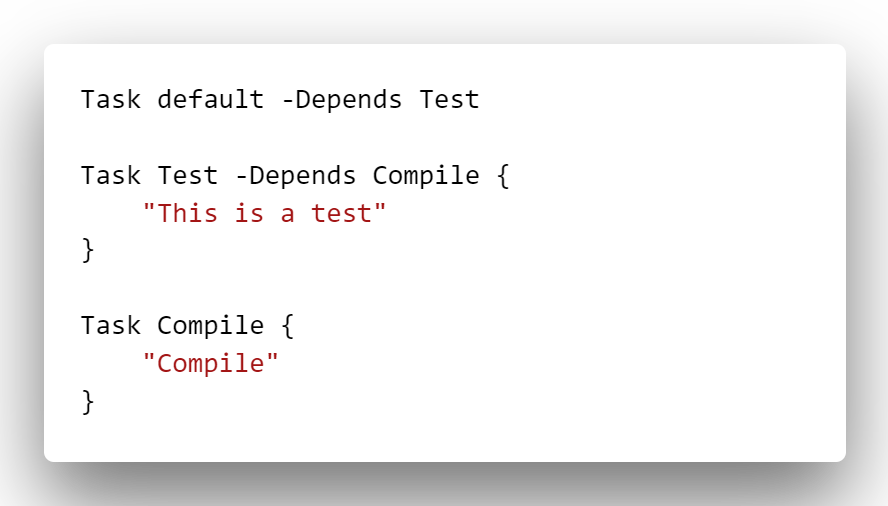 Task default -Depends Test
Task Test -Depends Compile {
    "This is a test"
}
Task Compile {
    "Compile"
}